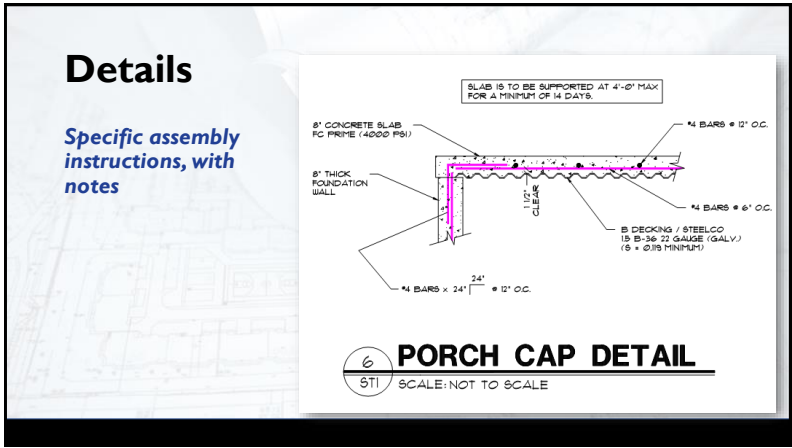 Details
Specific assembly
instructions, with
notes
SLAB IS TO BE SUPPORTED AT 4'-0" MAX
FOR A MINIMUM OF 14 DAYS.
8" CONCRETE SLAB
FC PRIME (4000 PSI)
#4 BARS @ 12" O.C.
8" THICK
FOUNDATION
WALL
1 1/2"
CLEAR
#4 BARS @ 6" O.C.
B DECKING / STEELCO
1.5 B-36 22 GAUGE (GALV.)
(S = 0.119 MINIMUM)
24"
#4 BARS x 24" @ 12" O.C.
6
ST1
PORCH CAP DETAIL
SCALE: NOT TO SCALE